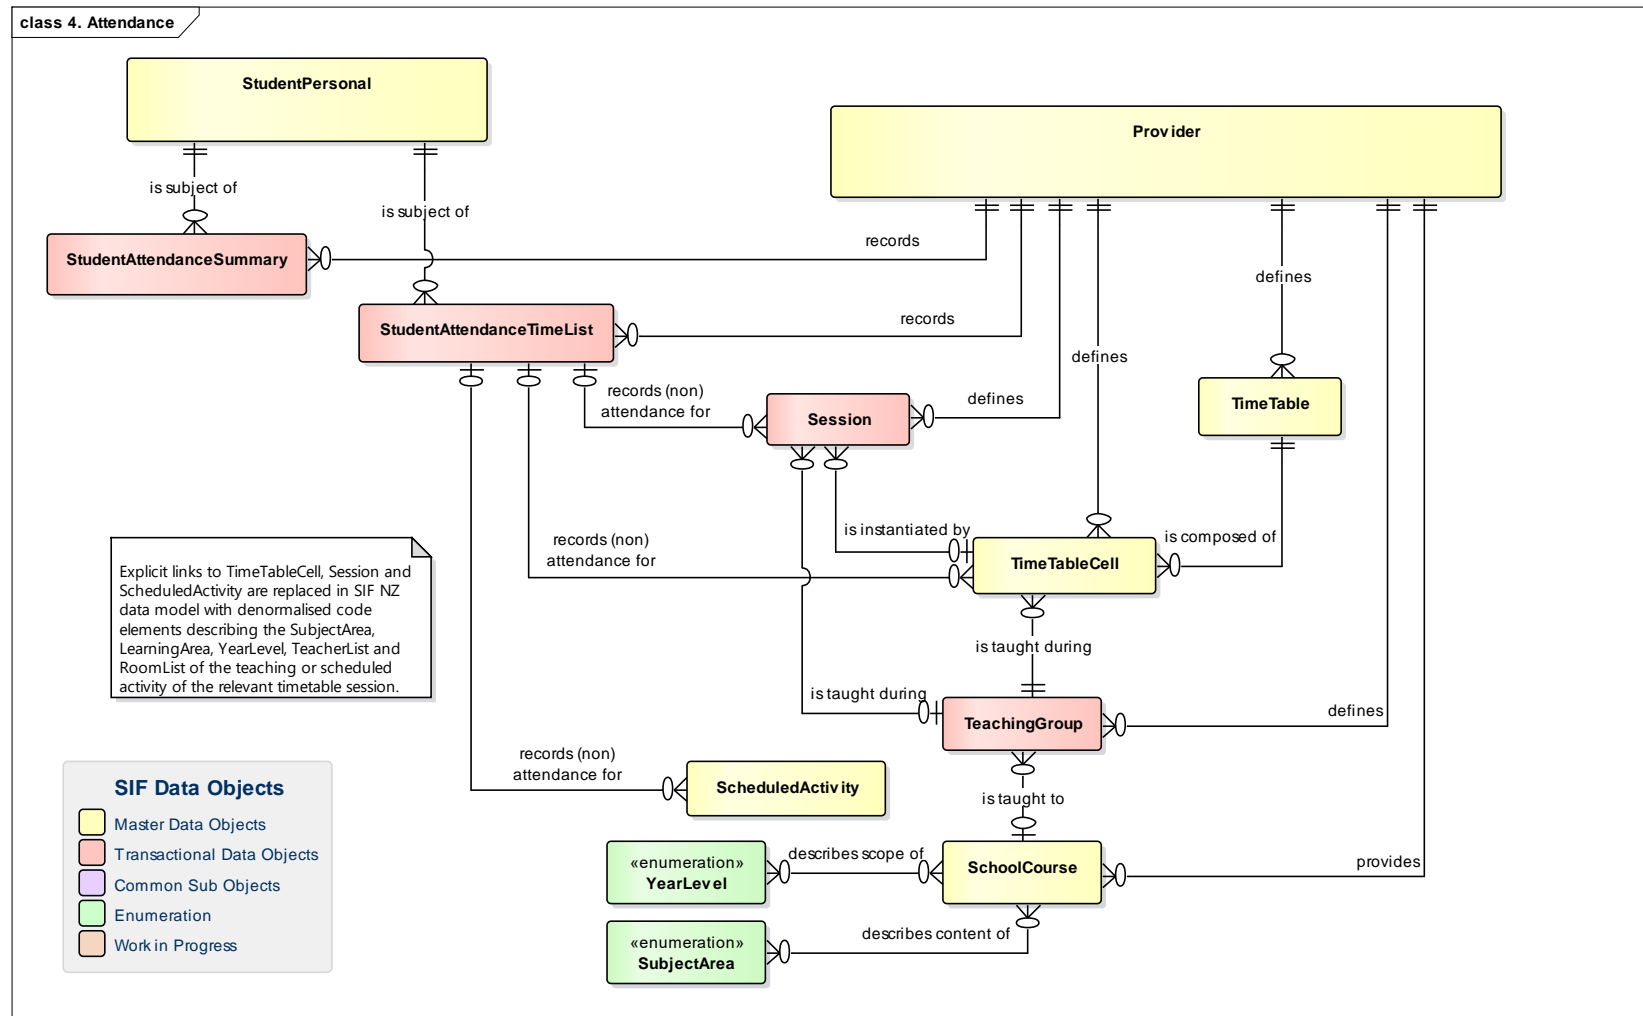 class 4. Attendance
StudentPersonal
Provider
is subject of
is subject of
records
StudentAttendanceSummary
defines
records
StudentAttendanceTimeList
defines
records (non)
attendance for
defines
TimeTable
Session
is instantiated by
is composed of
records (non)
attendance for
TimeTableCell
Explicit links to TimeTableCell, Session and
ScheduledActivity are replaced in SIF NZ
data model with denormalised code
elements describing the SubjectArea,
LearningArea, YearLevel, TeacherList and
RoomList of the teaching or scheduled
activity of the relevant timetable session.
is taught during
is taught during
TeachingGroup
defines
records (non)
attendance for
ScheduledActivity
is taught to
SIF Data Objects
Master Data Objects
Transactional Data Objects
Common Sub Objects
Enumeration
Work in Progress
«enumeration»
YearLevel
describes scope of
SchoolCourse
provides
«enumeration»
SubjectArea
describes content of